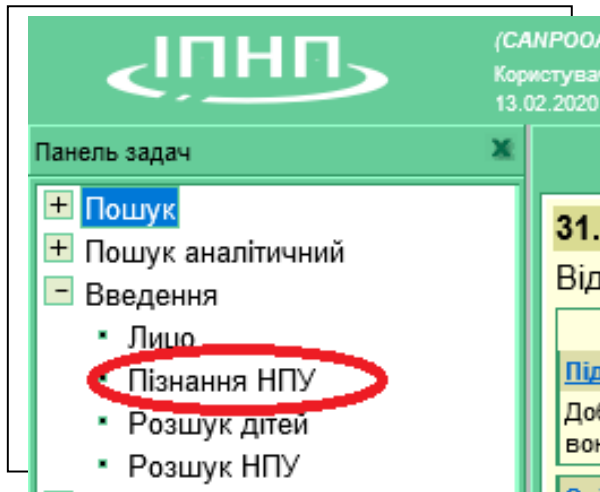 ІПНП
(CANPOO
Користува
13.02.2020
Панель задач
Пошук
Пошук аналітичний
Введення
Лицо
Пізнання НПУ
Розшук дітей
Розшук НПУ
31.
Від
Під
Доб
вон